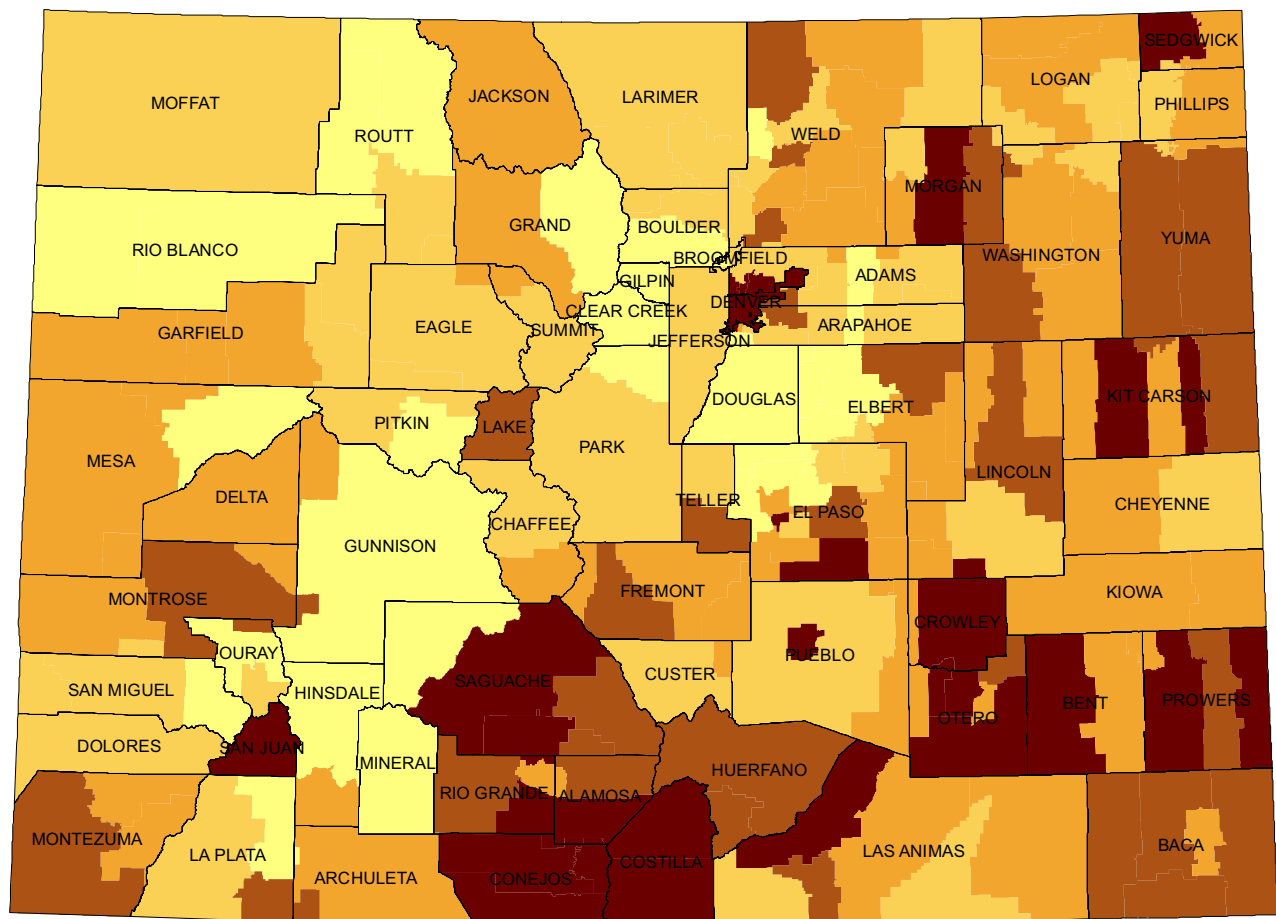 SEDGWICK
LOGAN
MOFFAT
JACKSON
LARIMER
PHILLIPS
WELD
ROUTT
MORGAN
GRAND
BOULDER
YUMA
RIO BLANCO
WASHINGTON
BROOMFIELD
GILPIN
ADAMS
DENVER
CLEAR CREEK
EAGLE
SUMMIT
ARAPAHOE
GARFIELD
JEFFERSON
DOUGLAS
KIT CARSON
ELBERT
PITKIN
LAKE
PARK
MESA
LINCOLN
DELTA
TELLER
CHEYENNE
EL PASO
CHAFFEE
GUNNISON
FREMONT
KIOWA
MONTROSE
CROWLEY
OURAY
PUEBLO
CUSTER
SAGUACHE
SAN MIGUEL
HINSDALE
PROWERS
BENT
OTERO
DOLORES
SAN JUAN
MINERAL
HUERFANO
RIO GRANDE
ALAMOSA
MONTEZUMA
BACA
LAS ANIMAS
LA PLATA
COSTILLA
ARCHULETA
CONEJOS